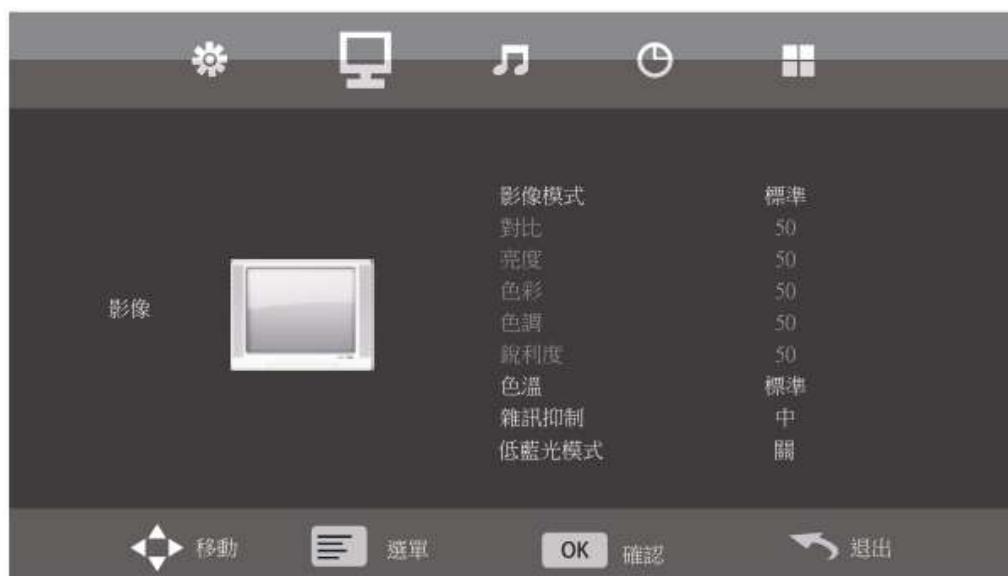 影像
影像模式 標準
對比 50
亮度 50
色彩 50
色調 50
銳利度 50
色溫 標準
雜訊抑制 中
低藍光模式 關
移動 選單 OK 確認 退出